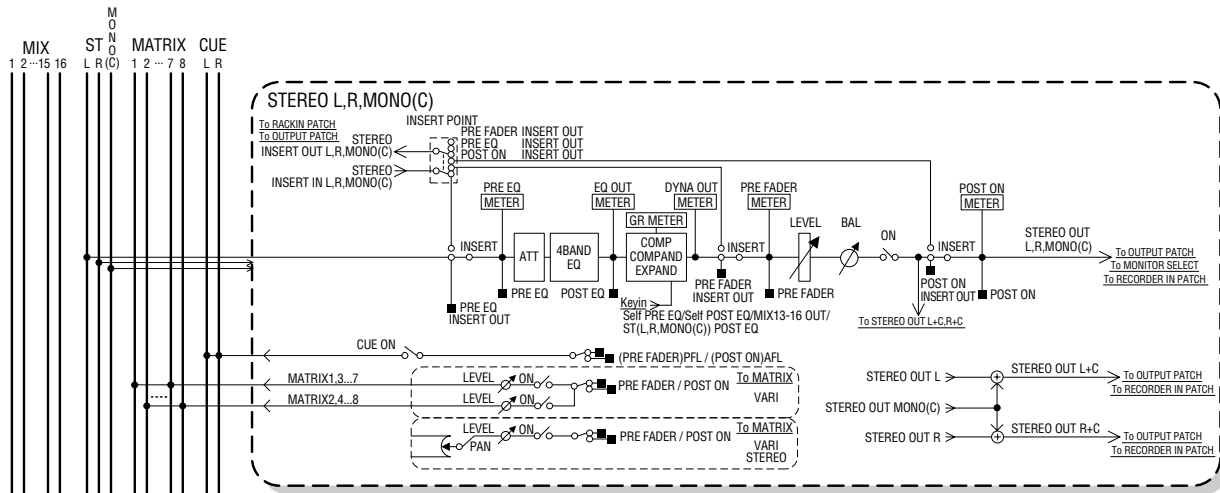 MIX
1 2 ··· 15 16
ST
L R
MONO
(C)
MATRIX
1 2 ··· 7 8
CUE
L R
STEREO L,R,MONO(C)
To RACKIN PATCH
To OUTPUT PATCH
INSERT POINT
STEREO
INSERT OUT L,R,MONO(C)
STEREO
INSERT IN L,R,MONO(C)
PRE FADER INSERT OUT
PRE EQ INSERT OUT
POST ON INSERT OUT
PRE EQ
METER
EQ OUT
METER
DYNA OUT
METER
PRE FADER
METER
POST ON
METER
GR METER
INSERT
ATT
4BAND
EQ
COMP
COMPAND
EXPAND
INSERT
LEVEL
BAL
ON
INSERT
STEREO OUT
L,R,MONO(C)
To OUTPUT PATCH
To MONITOR SELECT
To RECORDER IN PATCH
PRE EQ
PRE EQ
INSERT OUT
POST EQ
PRE FADER
INSERT OUT
PRE FADER
POST ON
INSERT OUT
POST ON
Keyin
Self PRE EQ/Self POST EQ/MIX13-16 OUT/
ST(L,R,MONO(C)) POST EQ
To STEREO OUT L+C,R+C
CUE ON
(PRE FADER)PFL / (POST ON)AFL
MATRIX1,3...7
LEVEL
ON
PRE FADER / POST ON
To MATRIX
VARI
MATRIX2,4...8
LEVEL
ON
LEVEL
PAN
ON
PRE FADER / POST ON
To MATRIX
VARI
STEREO
STEREO OUT L
STEREO OUT L+C
To OUTPUT PATCH
To RECORDER IN PATCH
STEREO OUT MONO(C)
STEREO OUT R
STEREO OUT R+C
To OUTPUT PATCH
To RECORDER IN PATCH